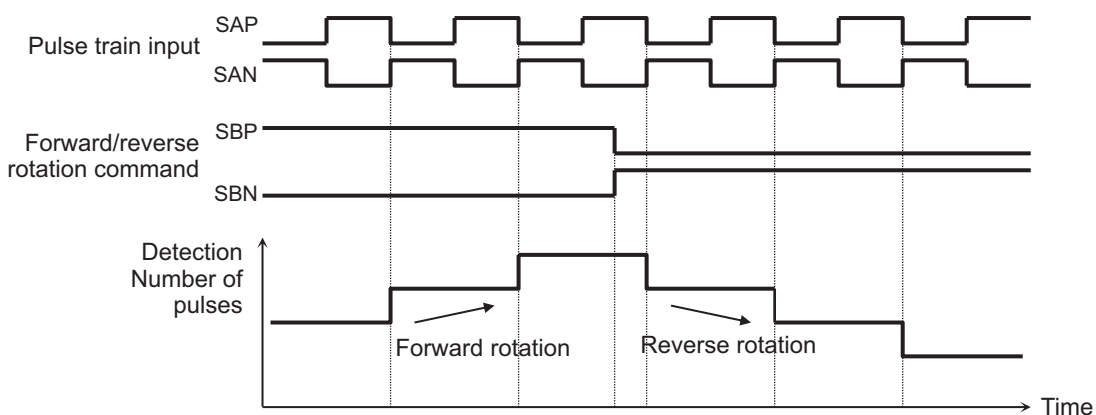 SAP
Pulse train input
SAN
SBP
Forward/reverse
rotation command
SBN
Detection
Number of
pulses
Forward rotation
Reverse rotation
Time